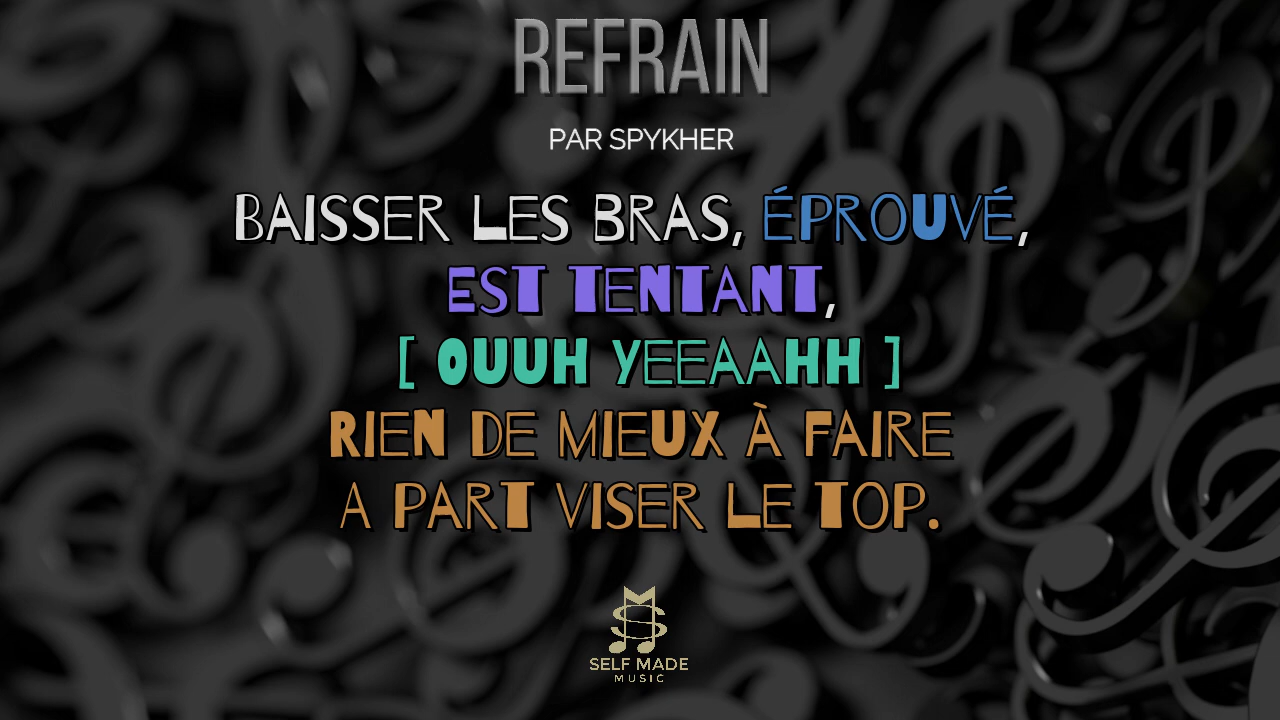 REFRAIN
PAR SPYKHER
BAISSER LES BRAS, ÉPROUVÉ,
EST TENTANT,
[ OUUH YEEAAHH ]
RIEN DE MIEUX À FAIRE
A PART VISER LE TOP.
SELF MADE
MUSIC